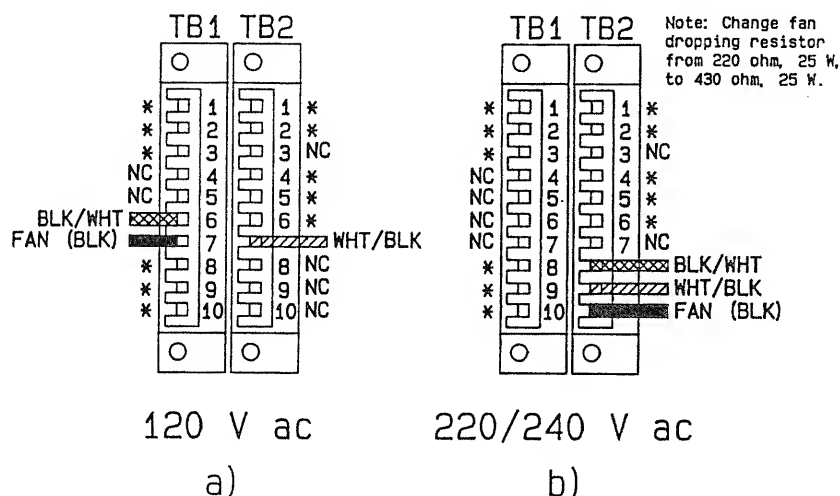 TB1 TB2
* 1 1 *
* 2 2 *
* 3 3 NC
NC 4 4 *
NC 5 5 *
BLK/WHT 6 6 *
FAN (BLK) 7 WHT/BLK
* 8 8 NC
* 9 9 NC
* 10 10 NC
120 V ac
a)
TB1 TB2
* 1 1 *
* 2 2 *
* 3 3 NC
NC 4 4 *
NC 5 5 *
NC 6 6 *
NC 7 7 NC
* 8 BLK/WHT
* 9 WHT/BLK
* 10 FAN (BLK)
220/240 V ac
b)
Note: Change fan
dropping resistor
from 220 ohm, 25 W,
to 430 ohm, 25 W.